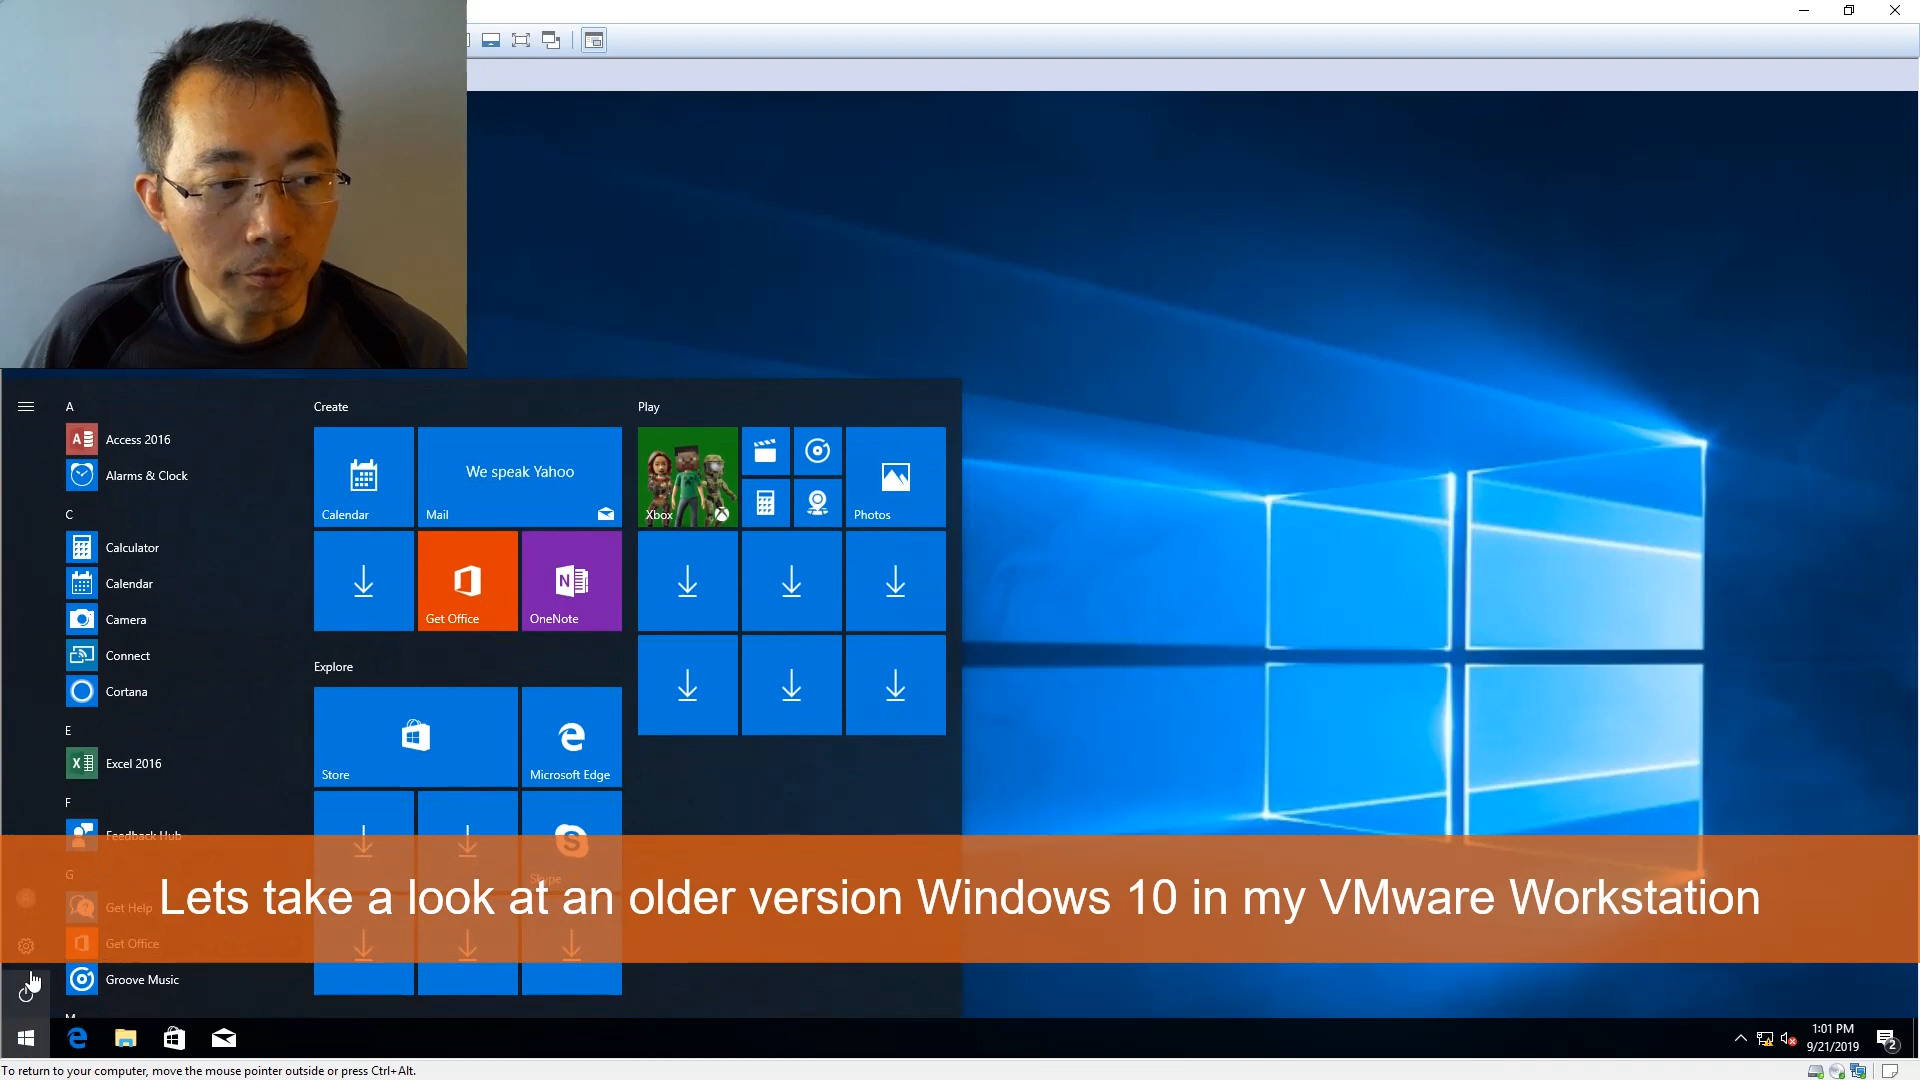 A
Access 2016
Alarms & Clock
C
Calculator
Calendar
Camera
Connect
Cortana
E
Excel 2016
F
Feedback Hub
G
Get Help
Get Office
Groove Music
Create
Calendar
We speak Yahoo
Mail
Get Office
OneNote
Explore
Store
Microsoft Edge
Skype
Play
Xbox
Photos
Lets take a look at an older version Windows 10 in my VMware Workstation
1:01 PM
9/21/2019
2
To return to your computer, move the mouse pointer outside or press Ctrl+Alt.